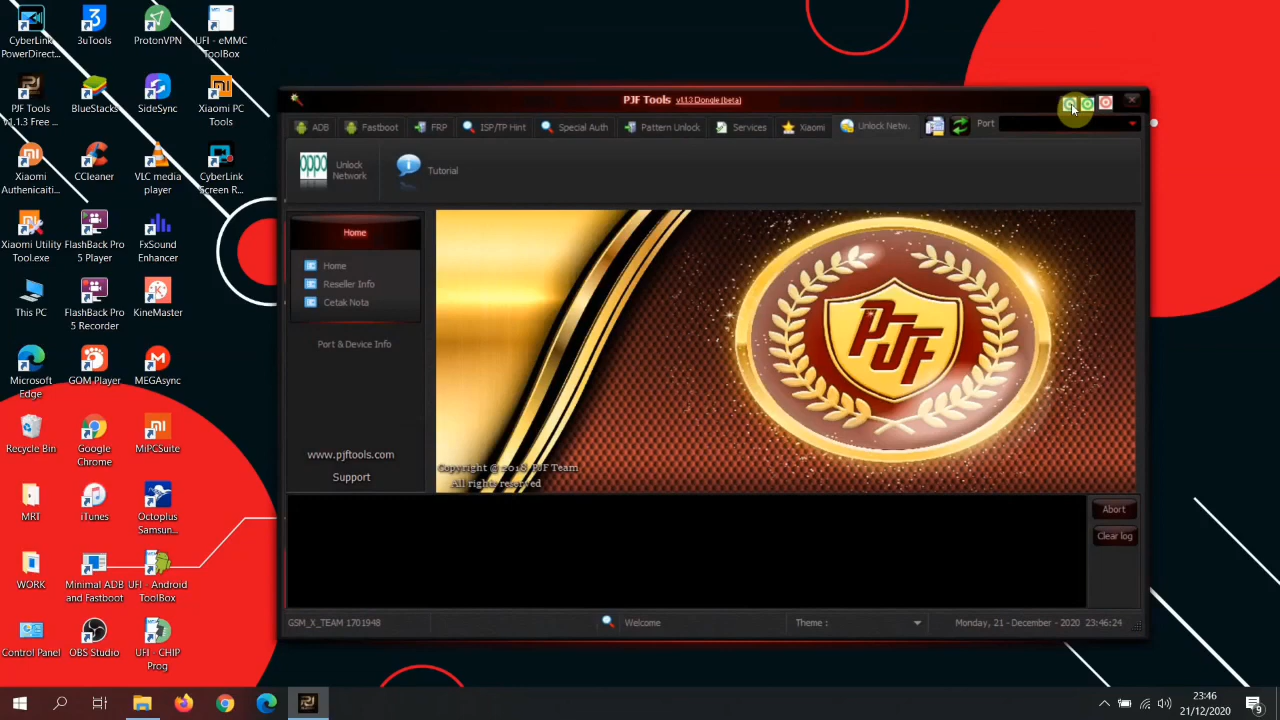 CyberLink
PowerDirect...
3uTools
ProtonVPN
UFI - eMMC
ToolBox
PJF Tools
V1.1.3 Free ...
BlueStacks
SideSync
Xiaomi PC
Tools
Xiaomi
Authenicaiti...
CCleaner
VLC media
player
CyberLink
Screen R...
Xiaomi Utility
Tool.exe
FlashBack Pro
5 Player
FxSound
Enhancer
This PC
FlashBack Pro
5 Recorder
KineMaster
Microsoft
Edge
GOM Player
MEGAsync
Recycle Bin
Google
Chrome
MiPCSuite
MRT
iTunes
Octoplus
Samsun...
WORK
Minimal ADB
and Fastboot
UFI - Android
ToolBox
Control Panel
OBS Studio
UFI - CHIP
Prog
PJF Tools v1.1.3 Dongle [beta]
ADB
Fastboot
FRP
ISP/TP Hint
Special Auth
Pattern Unlock
Services
Xiaomi
Unlock Netw..
Port
oppo
Unlock
Network
Tutorial
Home
Home
Reseller Info
Cetak Nota
Port & Device Info
www.pjftools.com
Support
PJF
Copyright @ 2018, PJF Team
All rights reserved
Abort
Clear log
GSM_X_TEAM 1701948
Welcome
Theme :
Monday, 21 - December - 2020 23:46:24
23:46
21/12/2020
9